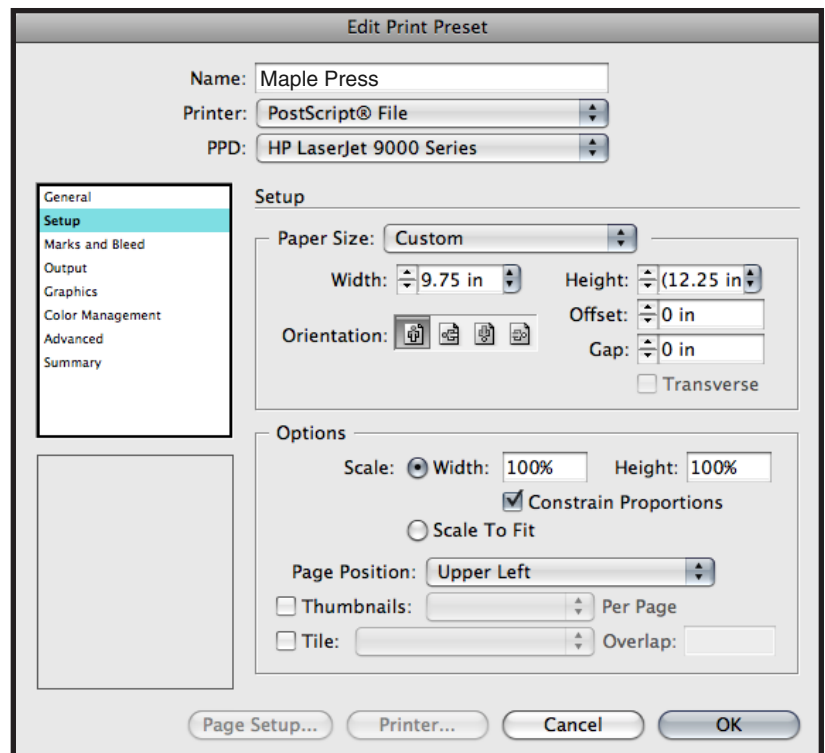 Edit Print Preset
Name: Maple Press
Printer: PostScript® File
PPD: HP LaserJet 9000 Series
General
Setup
Marks and Bleed
Output
Graphics
Color Management
Advanced
Summary
Setup
Paper Size: Custom
Width: 9.75 in Height: (12.25 in
Orientation: Offset: 0 in
Gap: 0 in
Transverse
Options
Scale: Width: 100% Height: 100%
Constrain Proportions
Scale To Fit
Page Position: Upper Left
Thumbnails: Per Page
Tile: Overlap:
Page Setup... Printer... Cancel OK